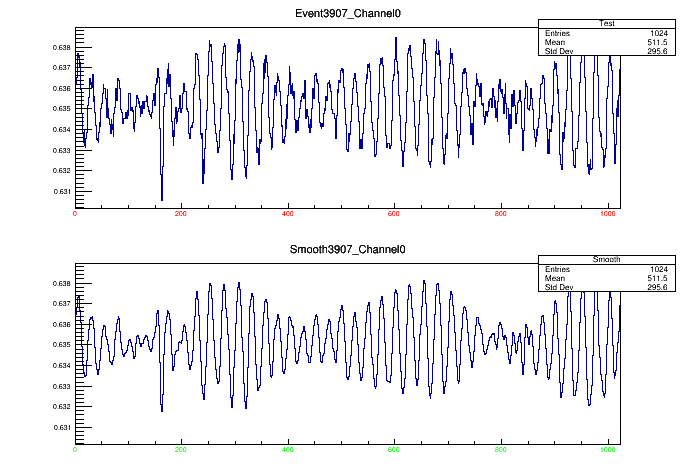 Event3907_Channel0
Test
Entries 1024
Mean 511.5
Std Dev 295.6
0.638
0.637
0.636
0.635
0.634
0.633
0.632
0.631
0 200 400 600 800 1000
Smooth3907_Channel0
Smooth
Entries 1024
Mean 511.5
Std Dev 295.6
0.638
0.637
0.636
0.635
0.634
0.633
0.632
0.631
0 200 400 600 800 1000